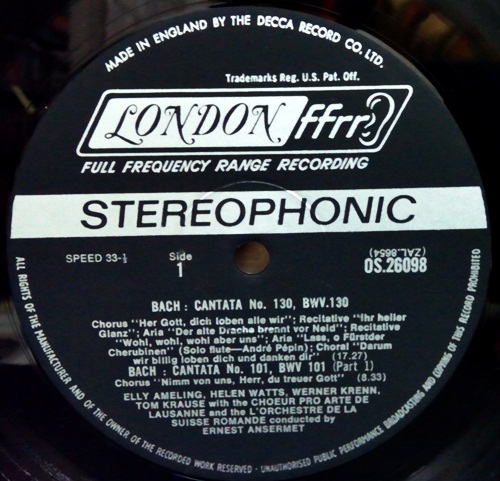 MADE IN ENGLAND BY THE DECCA RECORD CO. LTD.
Trademarks Reg. U.S. Pat. Off.
LONDON ffrr
FULL FREQUENCY RANGE RECORDING
STEREOPHONIC
SPEED 33-⅓
Side
1
(ZAL.8654)
OS.26098
BACH : CANTATA No. 130, BWV.130
Chorus "Her Gott, dich loben alle wir"; Recitative "Ihr heller
Glanz"; Aria "Der alte Drache brennt vor Neid"; Recitative
"Wohl, wohl, wohl aber uns"; Aria "Lass, o Fürstder
Cherubinen" (Solo flute—André Pépin); Choral "Darum
wir billig loben dich und danken dir" (17.27)
BACH : CANTATA No. 101, BWV 101 (Part 1)
Chorus "Nimm von uns, Herr, du treuer Gott" (8.33)
ELLY AMELING, HELEN WATTS, WERNER KRENN,
TOM KRAUSE with the CHOEUR PRO ARTE DE
LAUSANNE and the L'ORCHESTRE DE LA
SUISSE ROMANDE conducted by
ERNEST ANSERMET
ALL RIGHTS OF THE MANUFACTURER AND OF THE OWNER OF THE RECORDED WORK RESERVED · UNAUTHORISED PUBLIC PERFORMANCE BROADCASTING AND COPYING OF THIS RECORD PROHIBITED